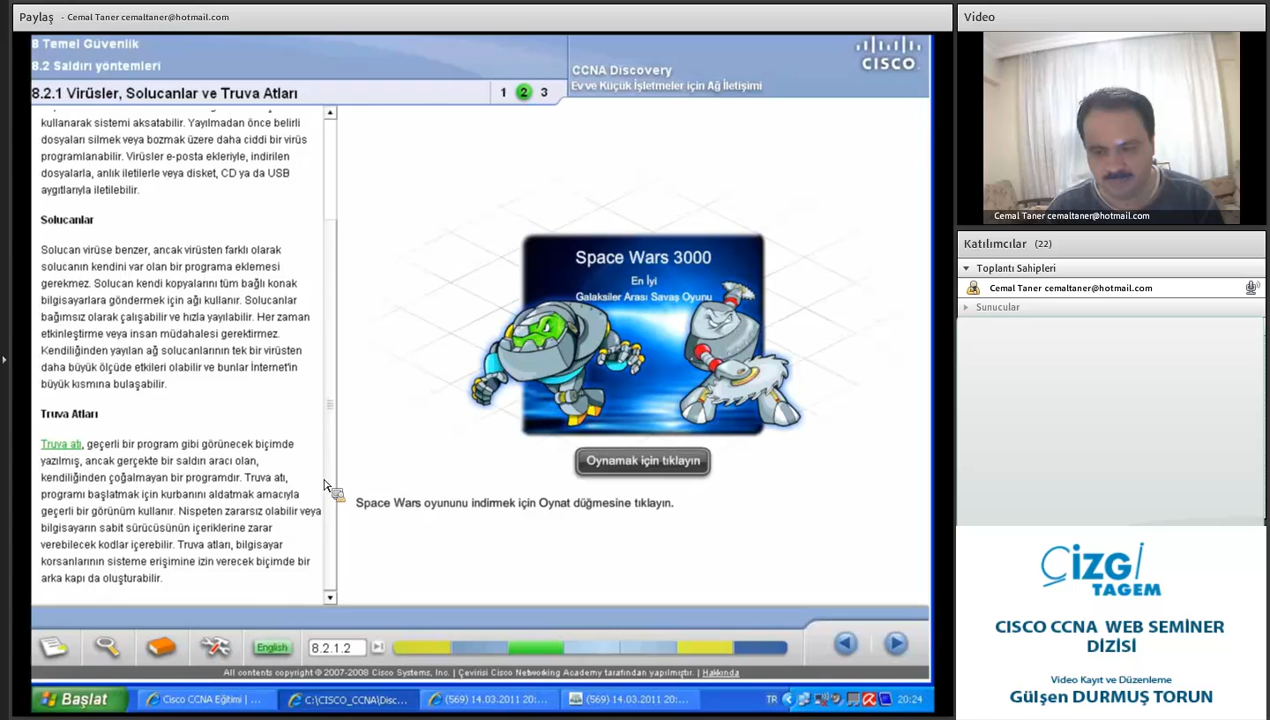 Paylaş - Cemal Taner cemaltaner@hotmail.com
8 Temel Güvenlik
8.2 Saldırı yöntemleri
8.2.1 Virüsler, Solucanlar ve Truva Atları
1 2 3
CCNA Discovery
Ev ve Küçük İşletmeler için Ağ İletişimi
CISCO
kullanarak sistemi aksatabilir. Yayılmadan önce belirli
dosyaları silmek veya bozmak üzere daha ciddi bir virüs
programlanabilir. Virüsler e-posta ekleriyle, indirilen
dosyalarla, anlık iletilerle veya disket, CD ya da USB
aygıtlarıyla iletilebilir.
Solucanlar
Solucan virüse benzer, ancak virüsten farklı olarak
solucanın kendini var olan bir programa eklemesi
gerekmez. Solucan kendi kopyalarını tüm bağlı konak
bilgisayarlara göndermek için ağı kullanır. Solucanlar
bağımsız olarak çalışabilir ve hızla yayılabilir. Her zaman
etkinleştirme veya insan müdahalesi gerektirmez.
Kendiliğinden yayılan ağ solucanlarının tek bir virüsten
daha büyük ölçüde etkileri olabilir ve bunlar İnternet'in
büyük kısmına bulaşabilir.
Truva Atları
Truva atı, geçerli bir program gibi görünecek biçimde
yazılmış, ancak gerçekte bir saldırı aracı olan,
kendiliğinden çoğalmayan bir programdır. Truva atı,
programı başlatmak için kurbanını aldatmak amacıyla
geçerli bir görünüm kullanır. Nispeten zararsız olabilir veya
bilgisayarın sabit sürücüsünün içeriklerine zarar
verebilecek kodlar içerebilir. Truva atları, bilgisayar
korsanlarının sisteme erişimine izin verecek biçimde bir
arka kapı da oluşturabilir.
Space Wars 3000
En İyi
Galaksiler Arası Savaş Oyunu
Oynamak için tıklayın
Space Wars oyununu indirmek için Oynat düğmesine tıklayın.
English
8.2.1.2
All contents copyright © 2007-2008 Cisco Systems, Inc. | Çevirisi Cisco Networking Academy tarafından yapılmıştır. | Hakkında
Başlat
Cisco CCNA Eğitimi | ...
C:\CISCO_CCNA\Disc...
(569) 14.03.2011 20:...
(569) 14.03.2011 20:...
TR
20:24
Video
Cemal Taner cemaltaner@hotmail.com
Katılımcılar (22)
Toplantı Sahipleri
Cemal Taner cemaltaner@hotmail.com
Sunucular
ÇİZGİ
TAGEM
CISCO CCNA WEB SEMİNER
DİZİSİ
Video Kayıt ve Düzenleme
Gülşen DURMUŞ TORUN